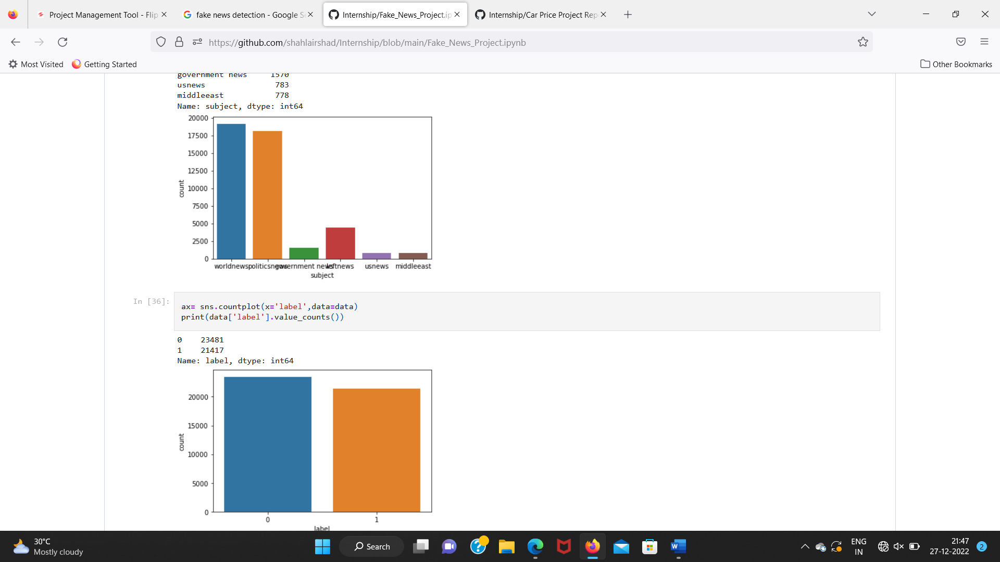 Project Management Tool - Flip
fake news detection - Google Se
Internship/Fake_News_Project.ip
Internship/Car Price Project Rep
https://github.com/shahlairshad/Internship/blob/main/Fake_News_Project.ipynb
Most Visited
Getting Started
Other Bookmarks
government news 1570
usnews 783
middleeast 778
Name: subject, dtype: int64
20000
17500
15000
12500
10000
7500
5000
2500
0
count
worldnews politicsnews government news leftnews usnews middleeast
subject
In [36]:
ax= sns.countplot(x='label',data=data)
print(data['label'].value_counts())
0 23481
1 21417
Name: label, dtype: int64
20000
15000
10000
5000
0
count
0 1
label
30°C
Mostly cloudy
Search
ENG
IN
21:47
27-12-2022
2